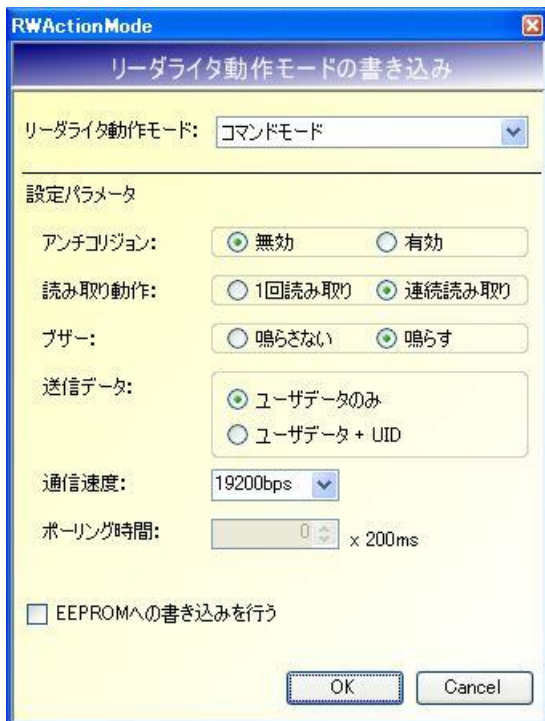 RWActionMode
リーダライタ動作モードの書き込み
リーダライタ動作モード: コマンドモード
設定パラメータ
アンチコリジョン: 無効 有効
読み取り動作: 1回読み取り 連続読み取り
ブザー: 鳴らさない 鳴らす
送信データ: ユーザデータのみ
ユーザデータ + UID
通信速度: 19200bps
ポーリング時間: 0 x 200ms
EEPROMへの書き込みを行う
OK Cancel